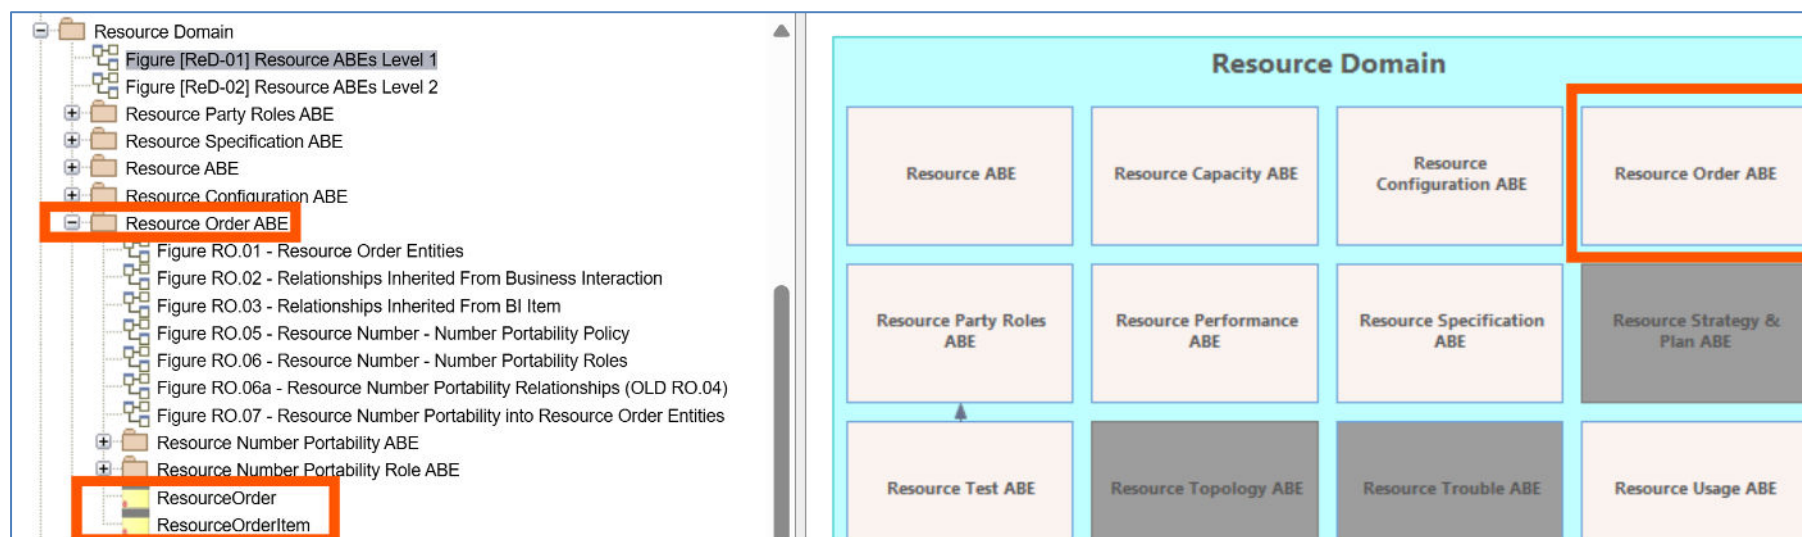 Resource Domain
Figure [ReD-01] Resource ABEs Level 1
Figure [ReD-02] Resource ABEs Level 2
Resource Party Roles ABE
Resource Specification ABE
Resource ABE
Resource Configuration ABE
Resource Order ABE
Figure RO.01 - Resource Order Entities
Figure RO.02 - Relationships Inherited From Business Interaction
Figure RO.03 - Relationships Inherited From BI Item
Figure RO.05 - Resource Number - Number Portability Policy
Figure RO.06 - Resource Number - Number Portability Roles
Figure RO.06a - Resource Number Portability Relationships (OLD RO.04)
Figure RO.07 - Resource Number Portability into Resource Order Entities
Resource Number Portability ABE
Resource Number Portability Role ABE
ResourceOrder
ResourceOrderItem
Resource Domain
Resource ABE
Resource Capacity ABE
Resource
Configuration ABE
Resource Order ABE
Resource Party Roles
ABE
Resource Performance
ABE
Resource Specification
ABE
Resource Strategy &
Plan ABE
Resource Test ABE
Resource Topology ABE
Resource Trouble ABE
Resource Usage ABE